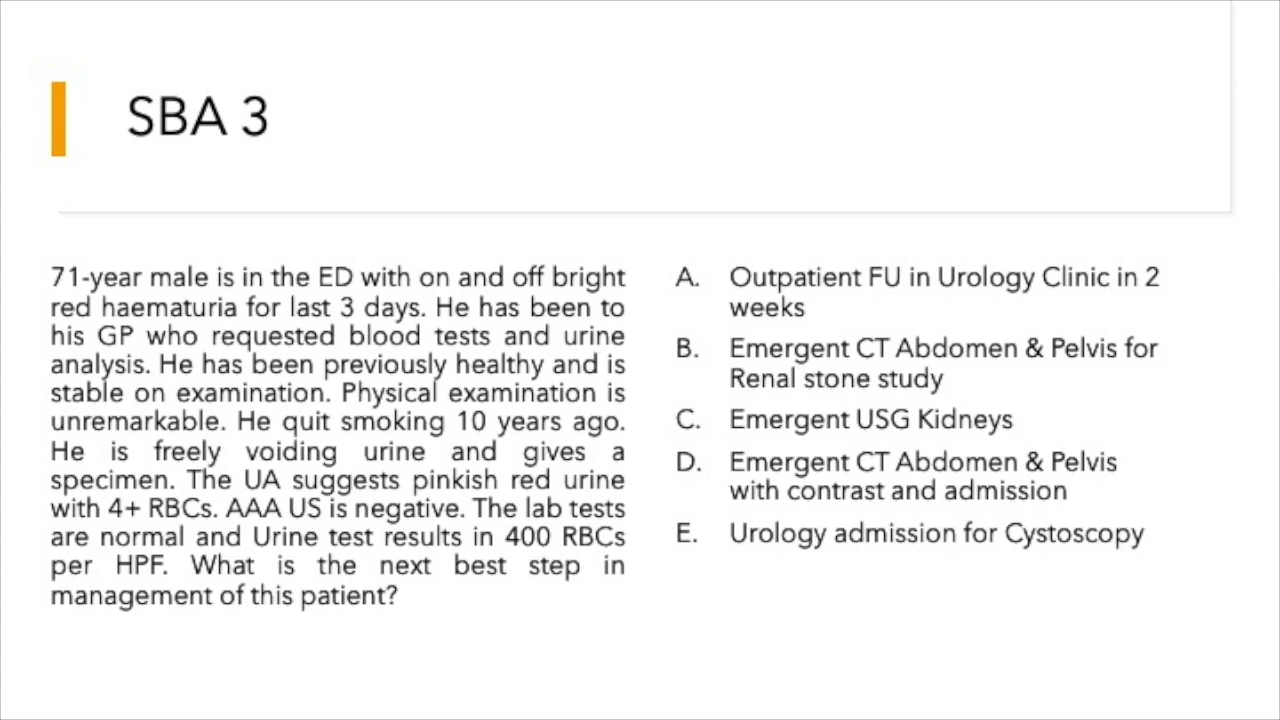 SBA 3
71-year male is in the ED with on and off bright
red haematuria for last 3 days. He has been to
his GP who requested blood tests and urine
analysis. He has been previously healthy and is
stable on examination. Physical examination is
unremarkable. He quit smoking 10 years ago.
He is freely voiding urine and gives a
specimen. The UA suggests pinkish red urine
with 4+ RBCs. AAA US is negative. The lab tests
are normal and Urine test results in 400 RBCs
per HPF. What is the next best step in
management of this patient?
A. Outpatient FU in Urology Clinic in 2
weeks
B. Emergent CT Abdomen & Pelvis for
Renal stone study
C. Emergent USG Kidneys
D. Emergent CT Abdomen & Pelvis
with contrast and admission
E. Urology admission for Cystoscopy